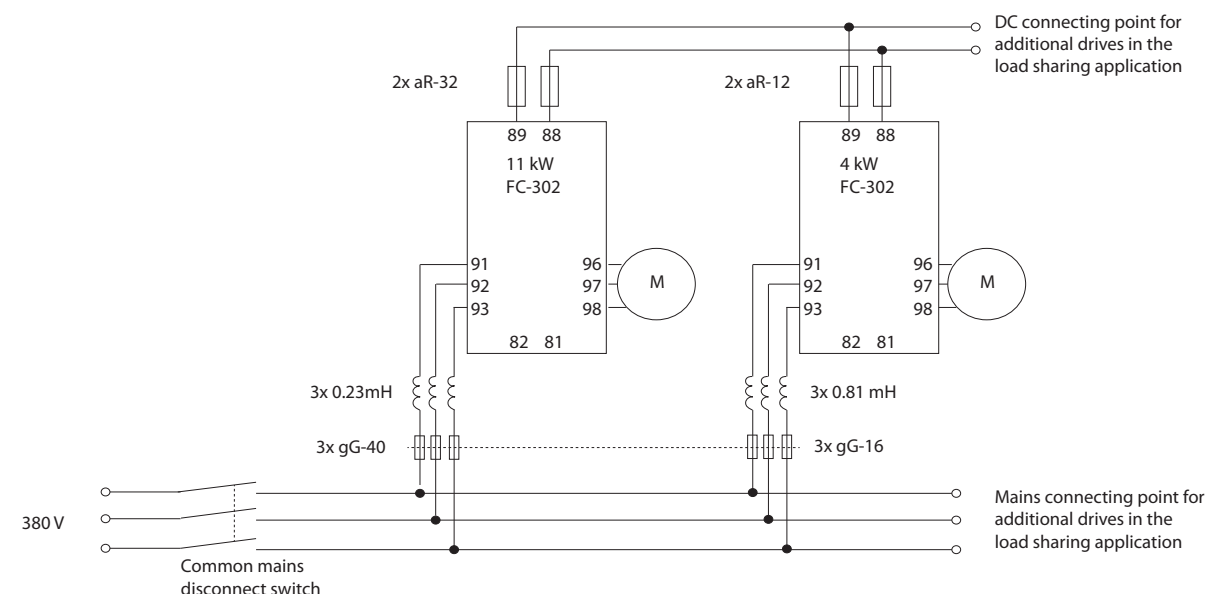 DC connecting point for
additional drives in the
load sharing application
2x aR-32
2x aR-12
89 88
89 88
11 kW
FC-302
4 kW
FC-302
91
92
93
96
97
98
M
91
92
93
96
97
98
M
82 81
82 81
3x 0.23mH
3x 0.81 mH
3x gG-40
3x gG-16
380 V
Mains connecting point for
additional drives in the
load sharing application
Common mains
disconnect switch